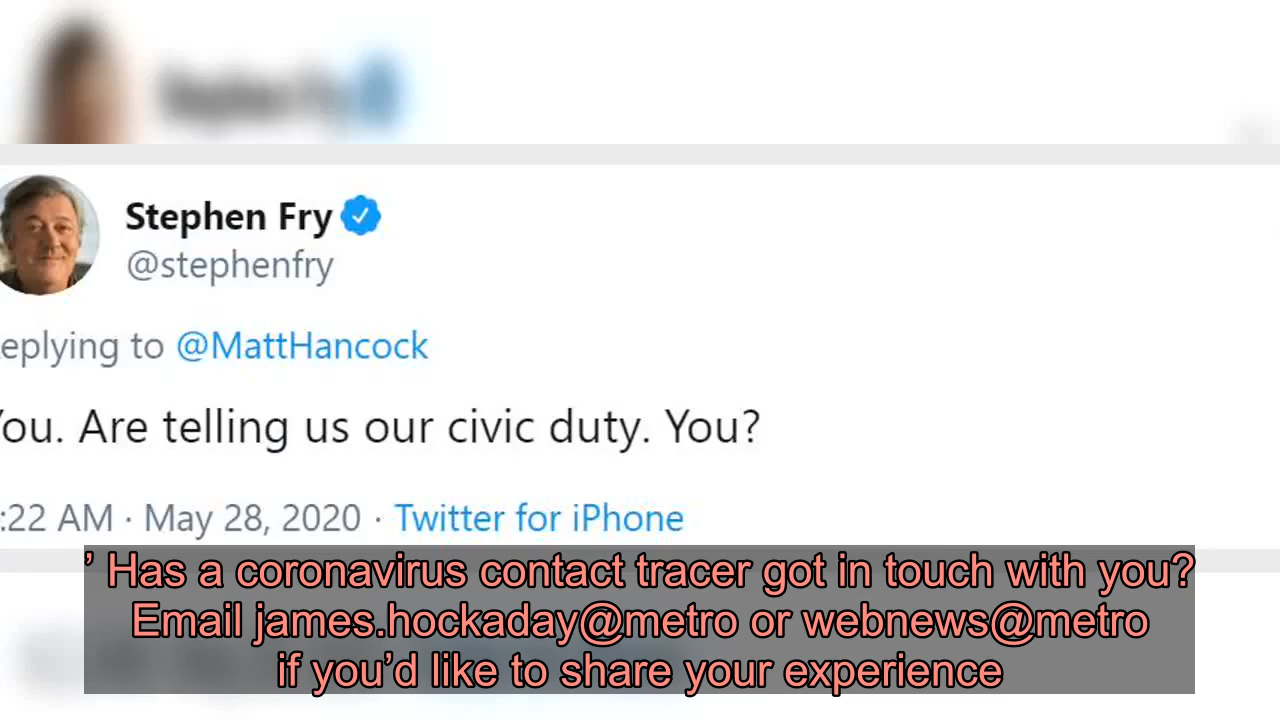 Stephen Fry
@stephenfry
eplying to @MattHancock
You. Are telling us our civic duty. You?
:22 AM · May 28, 2020 · Twitter for iPhone
’ Has a coronavirus contact tracer got in touch with you?
Email james.hockaday@metro or webnews@metro
if you’d like to share your experience